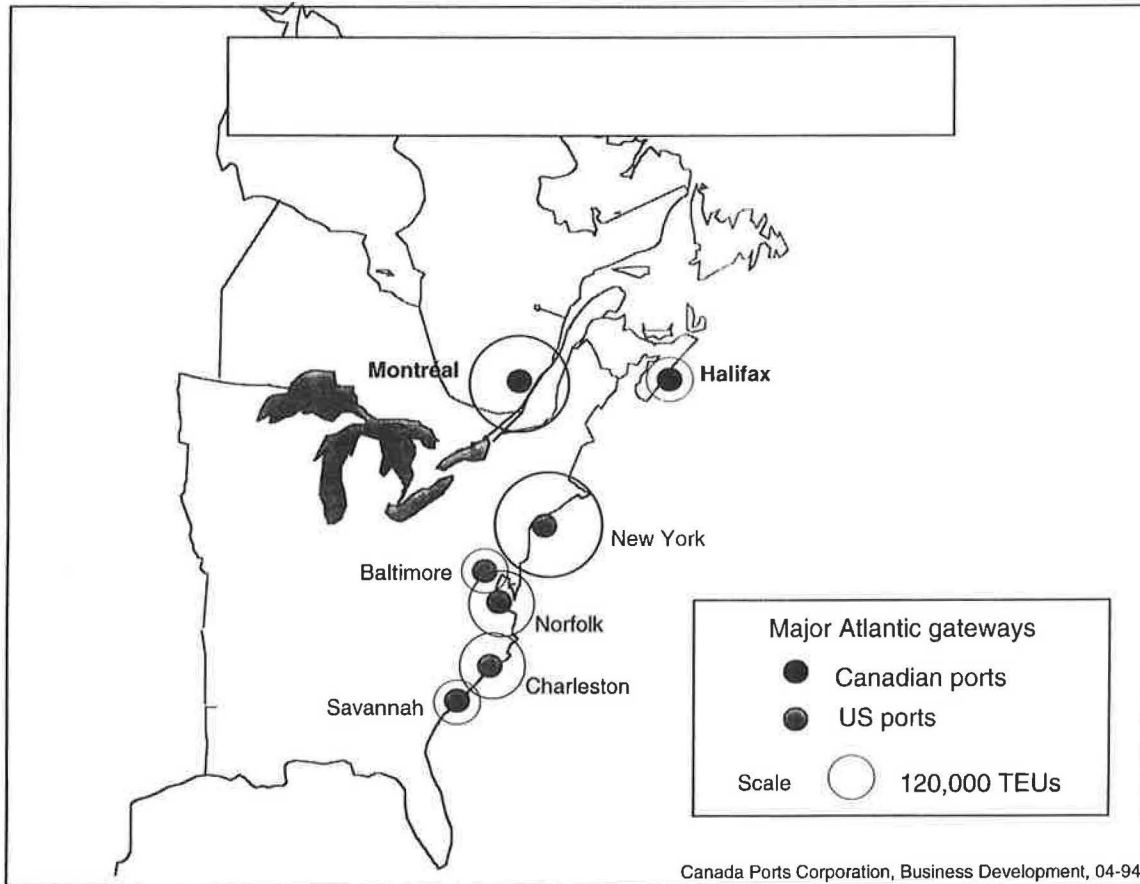 Montréal
Halifax
New York
Baltimore
Norfolk
Charleston
Savannah
Major Atlantic gateways
Canadian ports
US ports
Scale 120,000 TEUs
Canada Ports Corporation, Business Development, 04-94